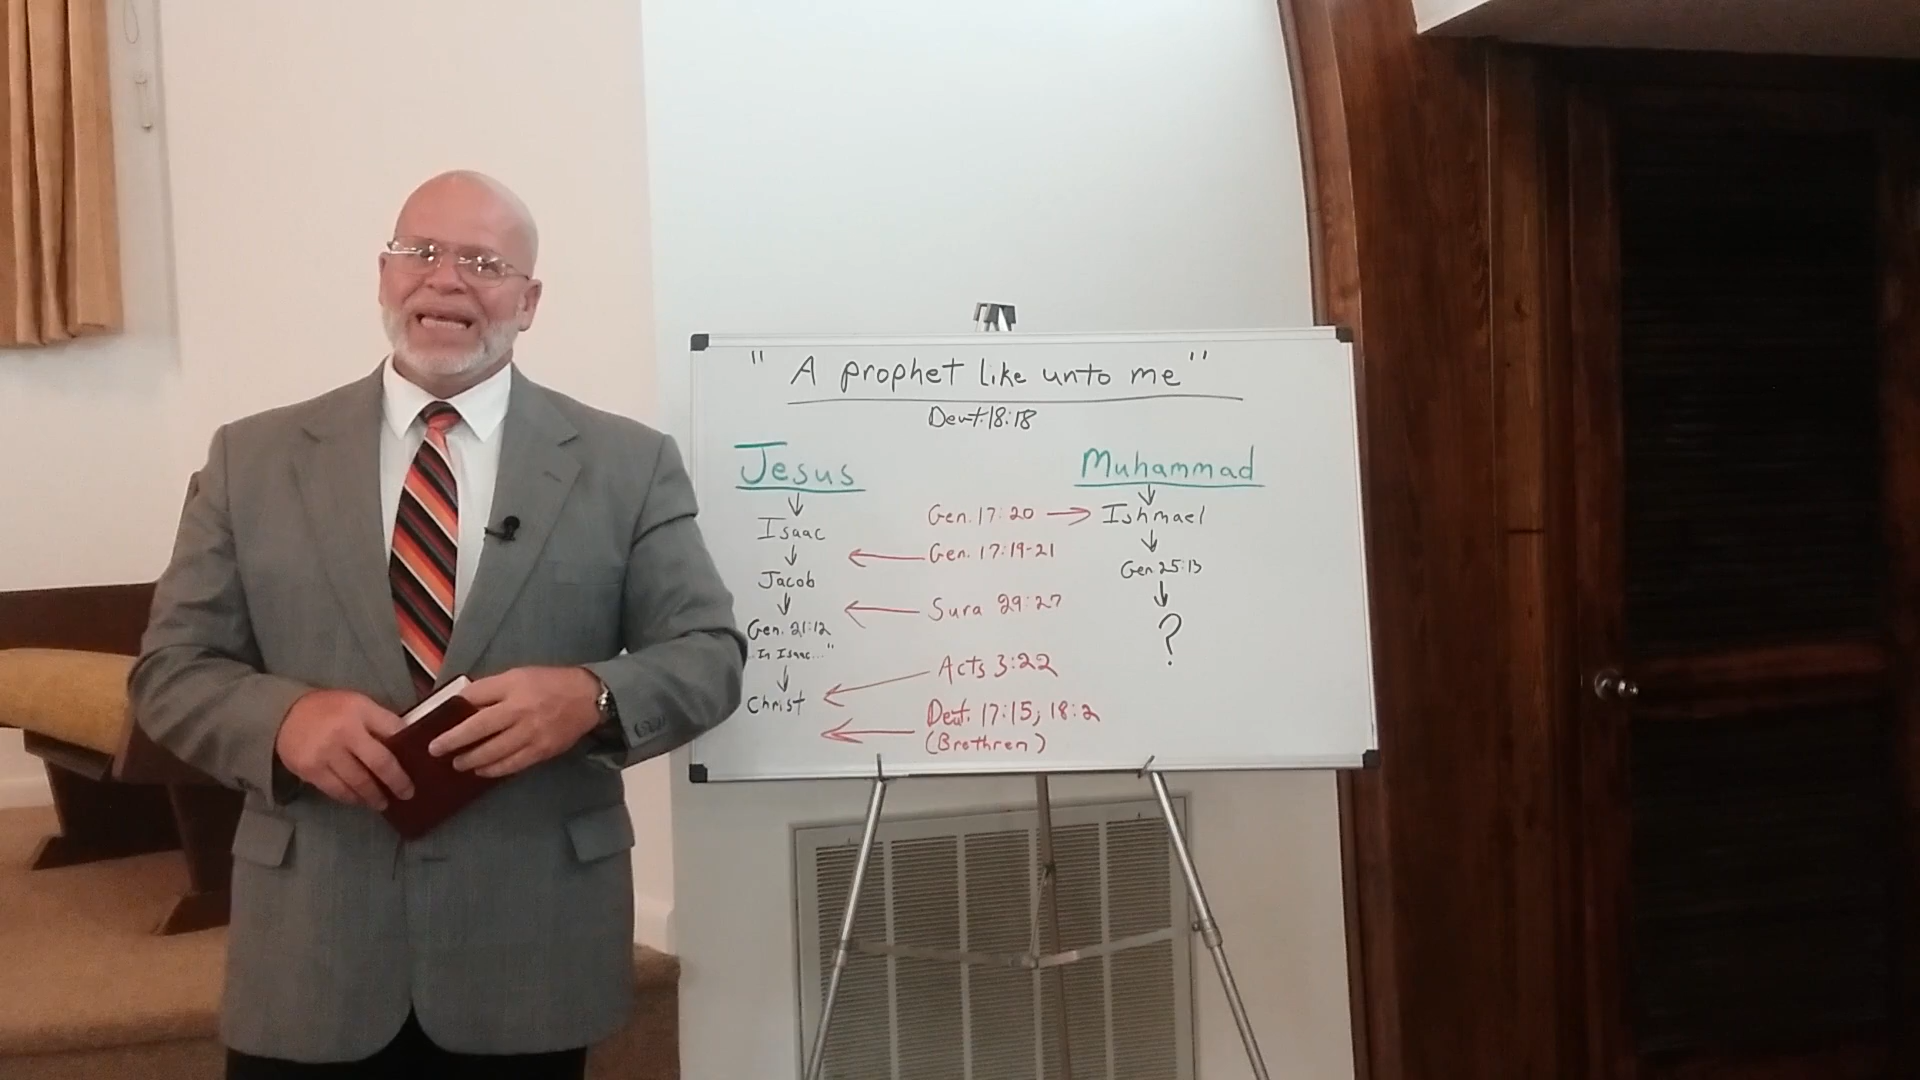 " A prophet like unto me "
Deut. 18:18
Jesus
Isaac
Jacob
Gen. 21:12
"In Isaac..."
Christ
Gen. 17:20
Gen. 17:19-21
Sura 29:27
Acts 3:22
Deut. 17:15; 18:2
(Brethren)
Muhammad
Ishmael
Gen. 25:13
?